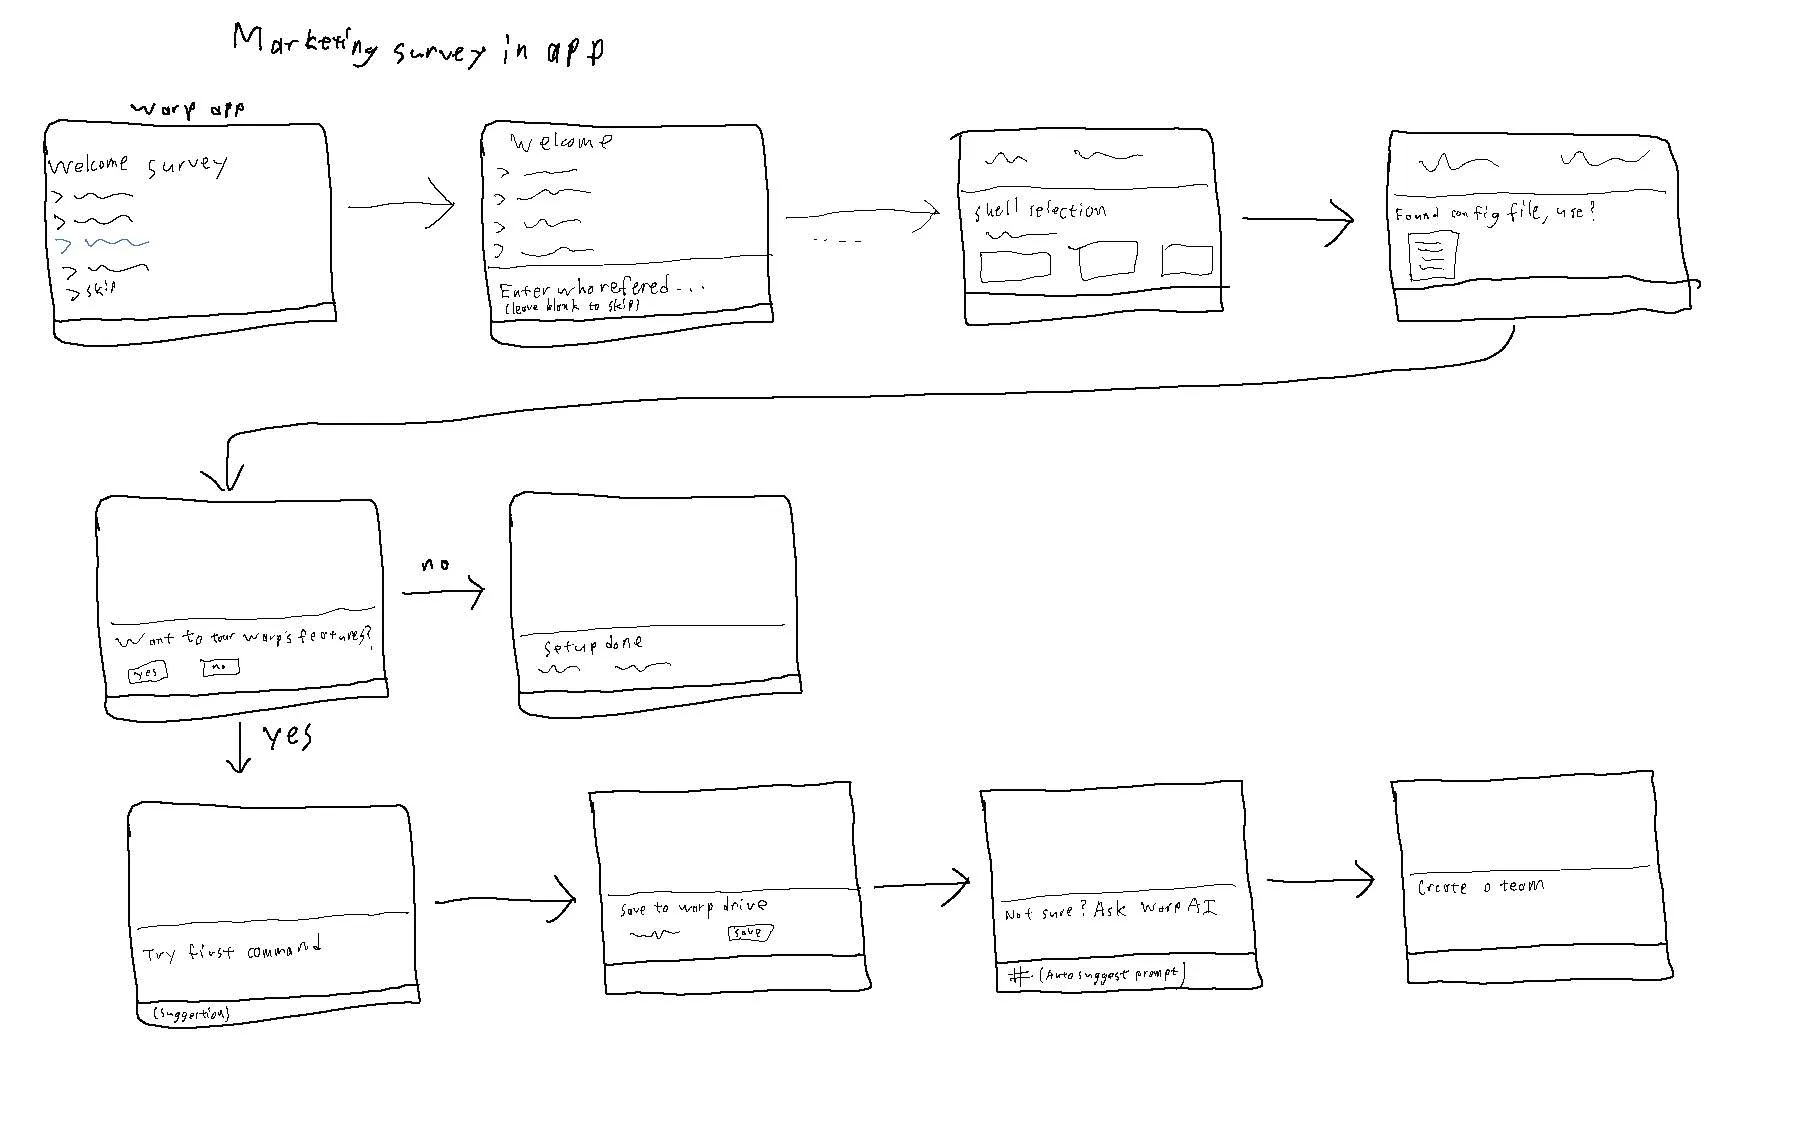 Marketing survey in app
warp app
Welcome survey
> skip
Welcome
Enter who refered...
(leave blank to skip)
Shell selection
Found config file, use?
Want to tour warp's features?
yes
no
no
Setup done
yes
Try first command
(suggertion)
Save to warp drive
Save
Not sure? Ask Warp AI
# (Auto suggest prompt)
Create a team